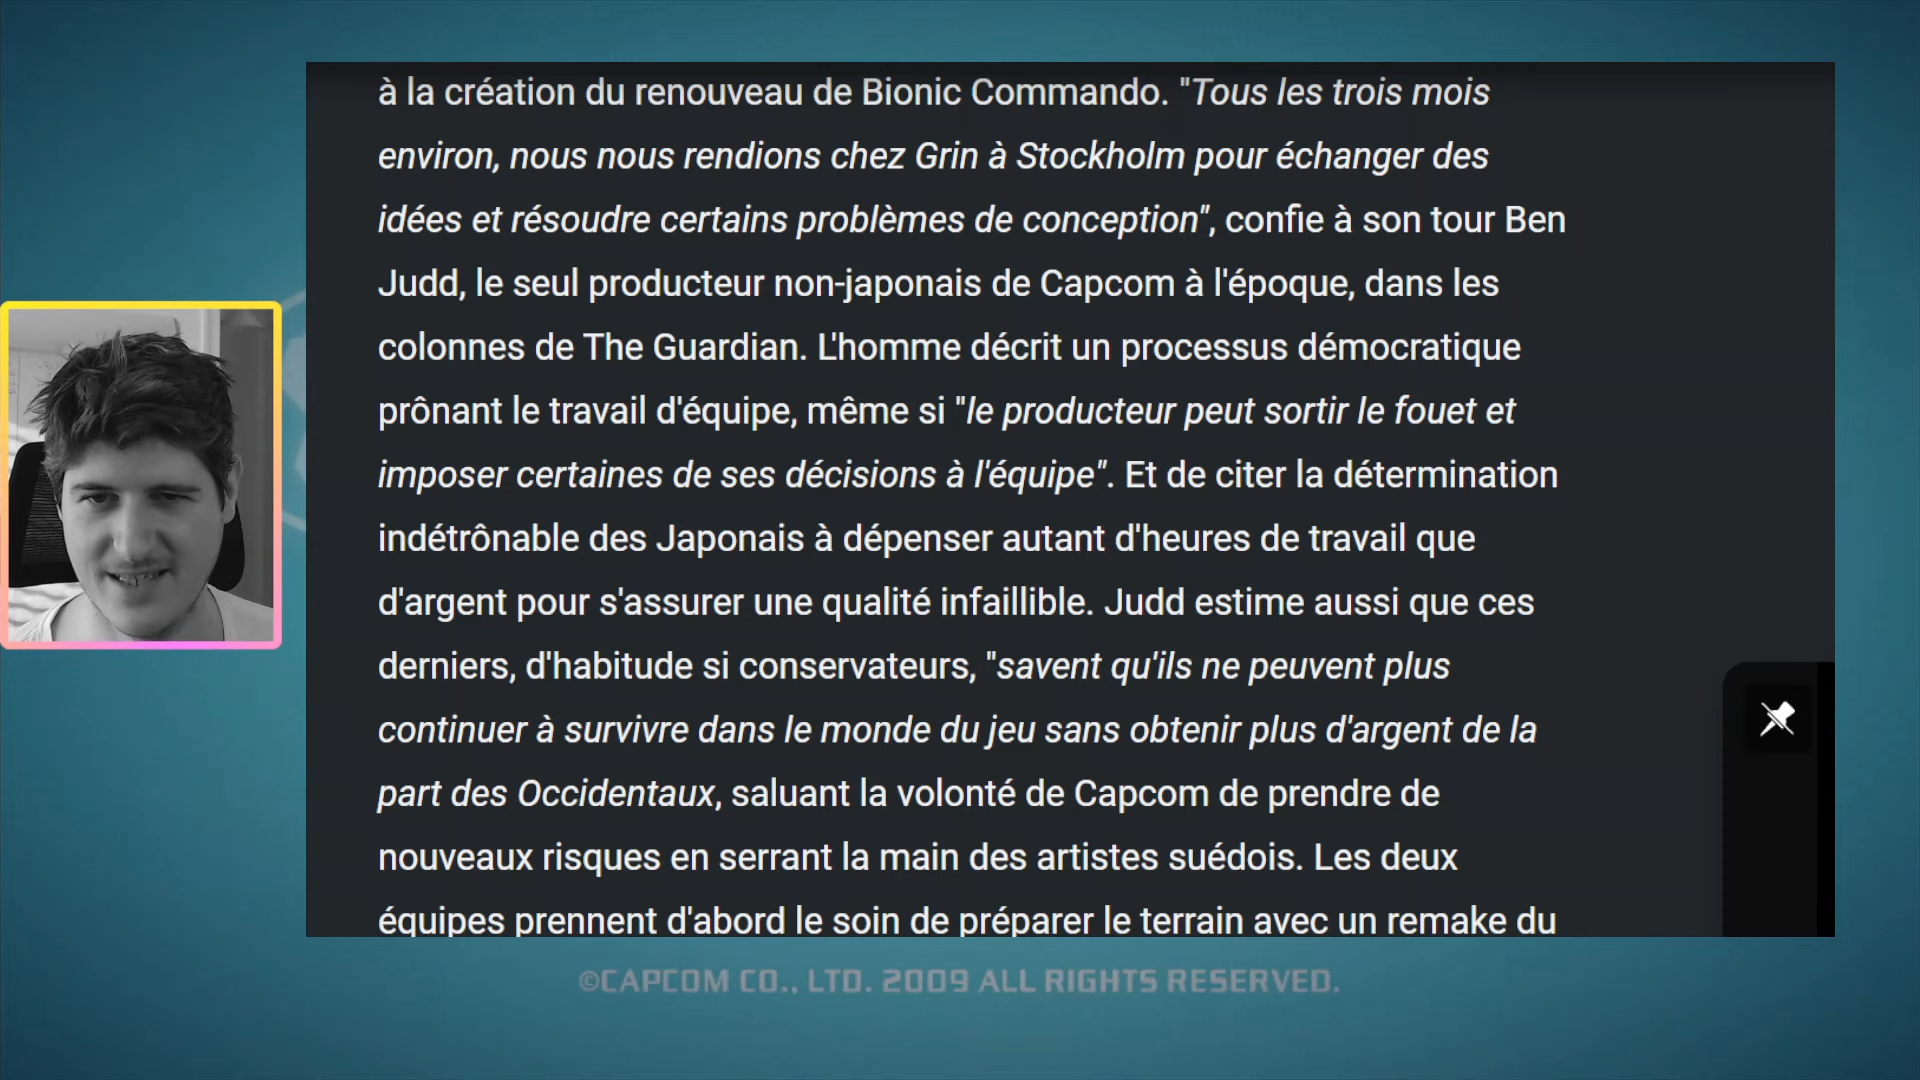 à la création du renouveau de Bionic Commando. "Tous les trois mois
environ, nous nous rendions chez Grin à Stockholm pour échanger des
idées et résoudre certains problèmes de conception", confie à son tour Ben
Judd, le seul producteur non-japonais de Capcom à l'époque, dans les
colonnes de The Guardian. L'homme décrit un processus démocratique
prônant le travail d'équipe, même si "le producteur peut sortir le fouet et
imposer certaines de ses décisions à l'équipe". Et de citer la détermination
indétrônable des Japonais à dépenser autant d'heures de travail que
d'argent pour s'assurer une qualité infaillible. Judd estime aussi que ces
derniers, d'habitude si conservateurs, "savent qu'ils ne peuvent plus
continuer à survivre dans le monde du jeu sans obtenir plus d'argent de la
part des Occidentaux, saluant la volonté de Capcom de prendre de
nouveaux risques en serrant la main des artistes suédois. Les deux
équipes prennent d'abord le soin de préparer le terrain avec un remake du
©CAPCOM CO., LTD. 2009 ALL RIGHTS RESERVED.